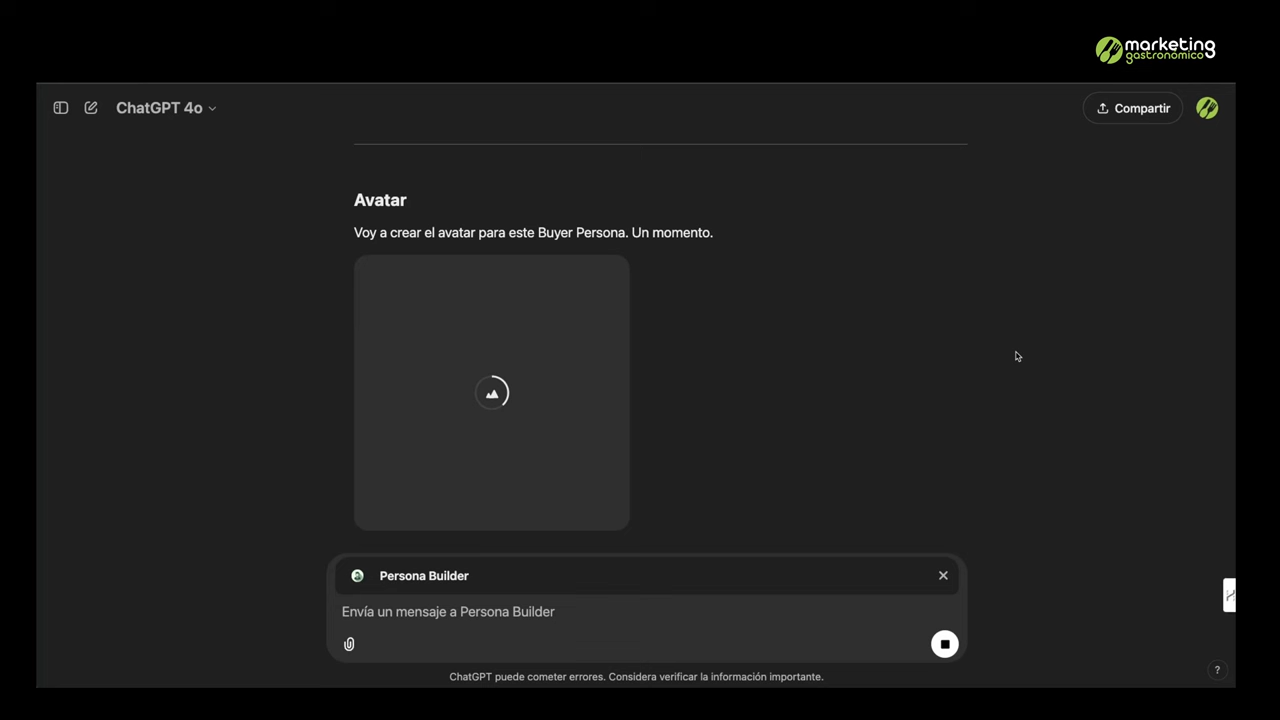 marketing
gastronómico
ChatGPT 4o
Compartir
Avatar
Voy a crear el avatar para este Buyer Persona. Un momento.
Persona Builder
Envía un mensaje a Persona Builder
ChatGPT puede cometer errores. Considera verificar la información importante.
?